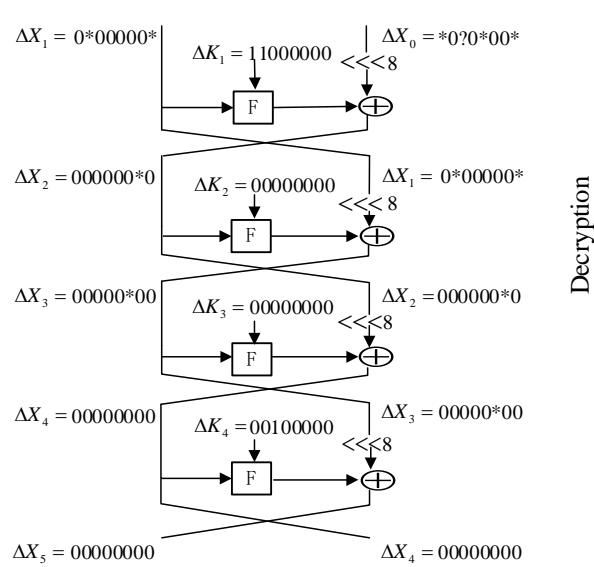 ΔX₁ = 0*00000*
ΔX₀ = *0?0*00*
ΔK₁ = 11000000
<<<8
F
ΔX₂ = 000000*0
ΔX₁ = 0*00000*
ΔK₂ = 00000000
<<< 8
F
Decryption
ΔX₃ = 00000*00
ΔX₂ = 000000*0
ΔK₃ = 00000000
<<<8
F
ΔX₄ = 00000000
ΔX₃ = 00000*00
ΔK₄ = 00100000
<<<8
F
ΔX₅ = 00000000
ΔX₄ = 00000000